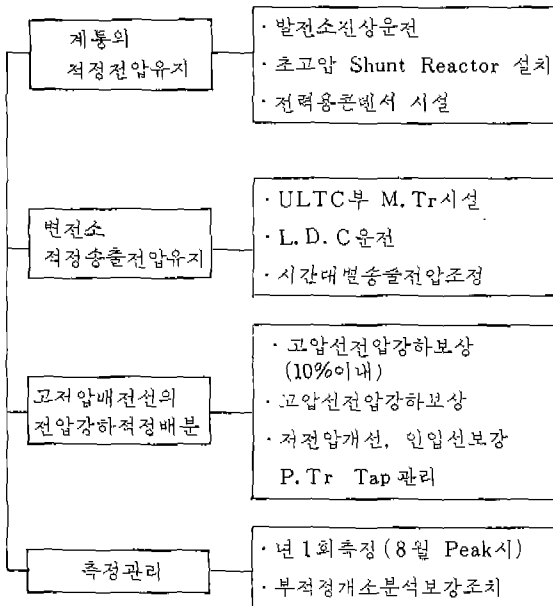 계통의
적정전압유지
· 발전소진상운전
· 초고압 Shunt Reactor 설치
· 전력용콘덴서 시설
변전소
적정송출전압유지
· ULTC부 M.Tr시설
· L.D.C운전
· 시간대별송출전압조정
고저압배전선의
전압강하적정배분
· 고압선전압강하보상
(10%이내)
· 고압선전압강하보상
· 저전압개선, 인입선보강
P.Tr Tap관리
측정관리
· 년1회측정(8월 Peak시)
· 부적정개소분석보강조치